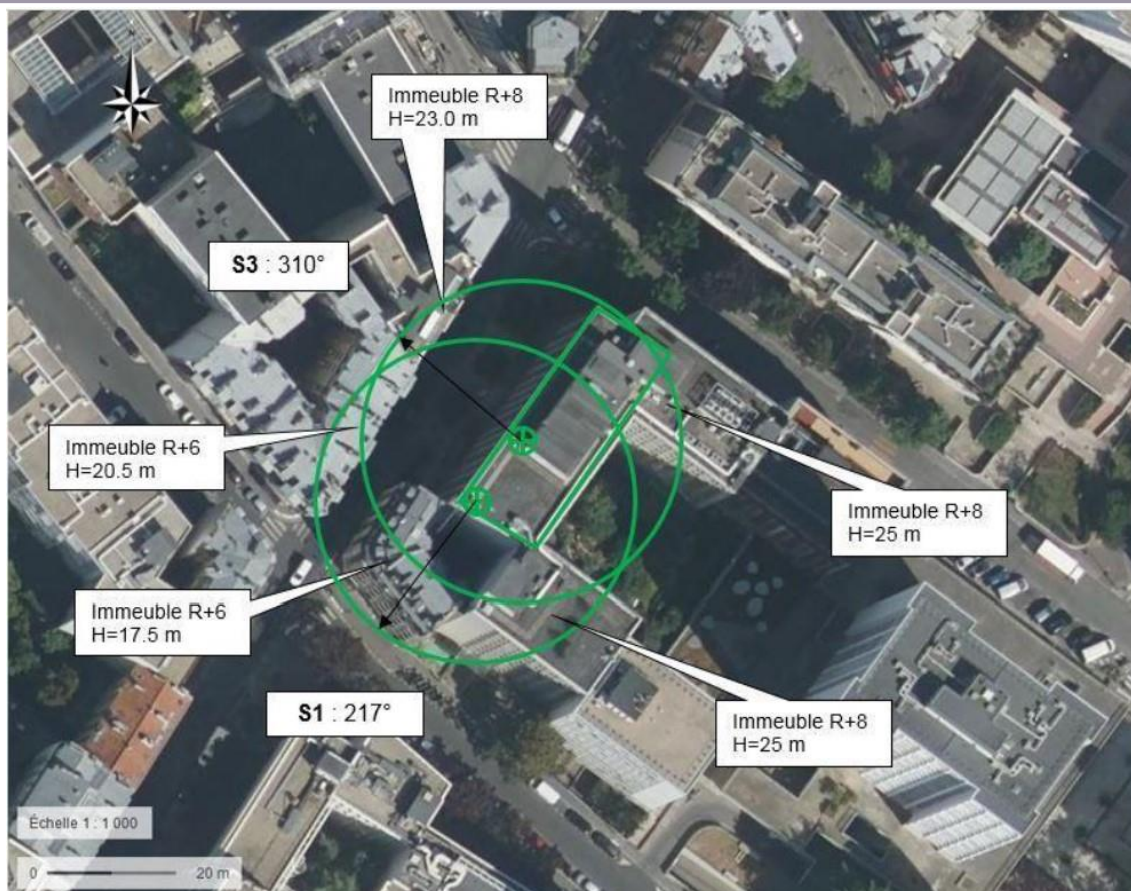 Immeuble R+8
H=23.0 m
S3 : 310°
Immeuble R+6
H=20.5 m
Immeuble R+8
H=25 m
Immeuble R+6
H=17.5 m
S1 : 217°
Immeuble R+8
H=25 m
Échelle 1 : 1 000
0 20 m